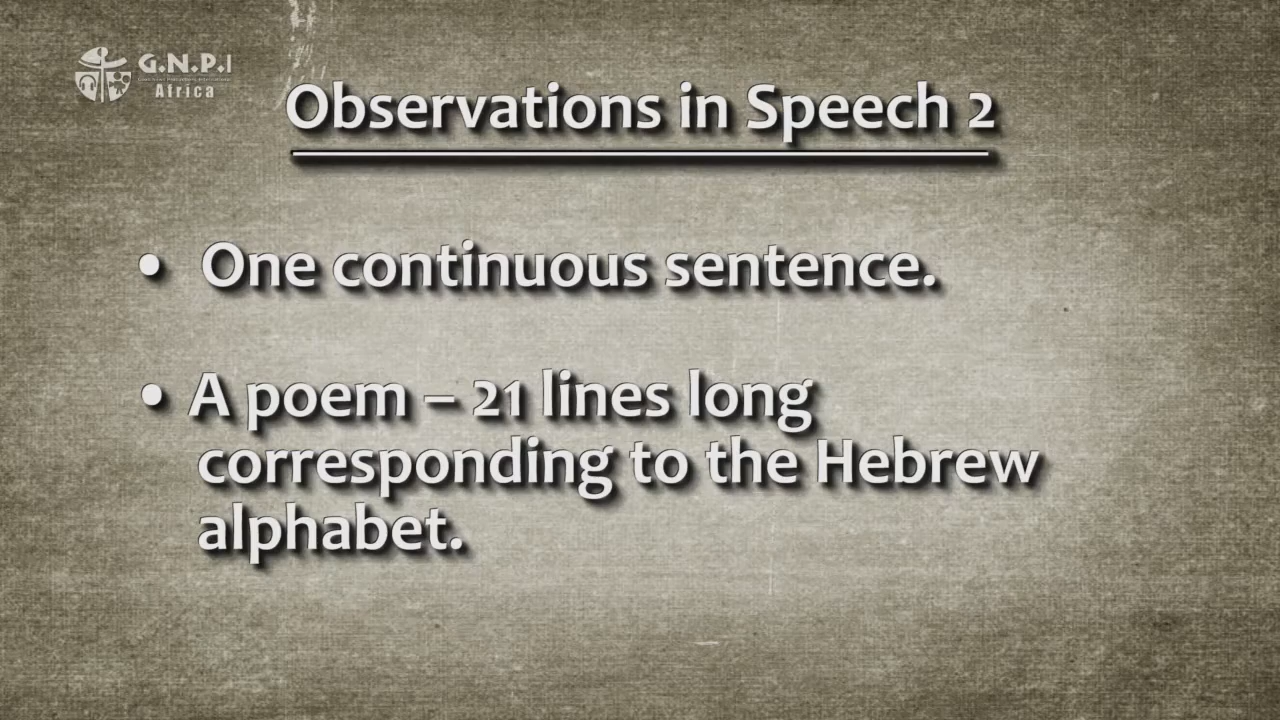 G.N.P.I
Africa
Observations in Speech 2
• One continuous sentence.
• A poem – 21 lines long
corresponding to the Hebrew
alphabet.